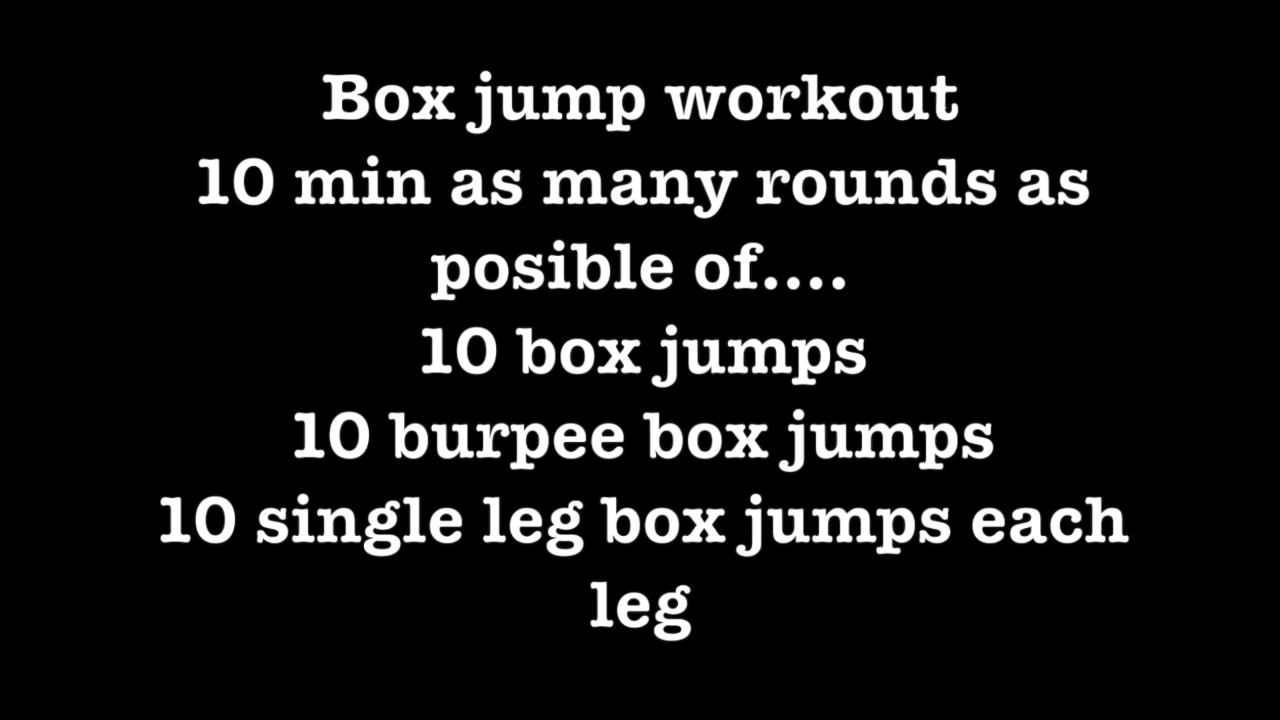 Box jump workout
10 min as many rounds as
posible of....
10 box jumps
10 burpee box jumps
10 single leg box jumps each
leg